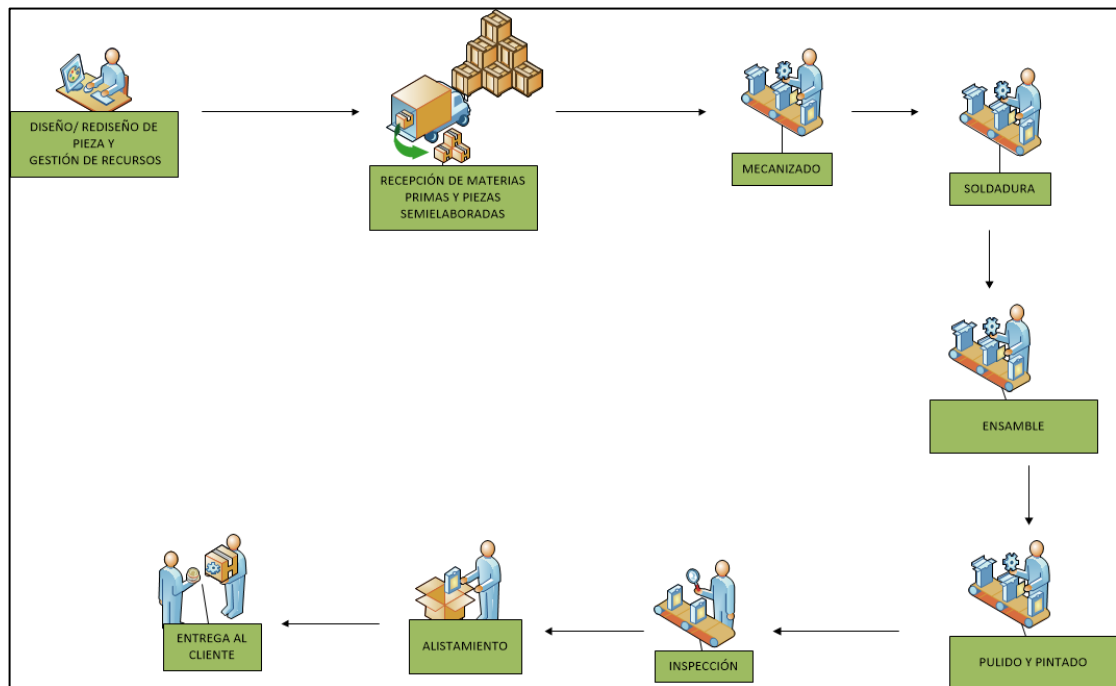 DISEÑO/ REDISEÑO DE
PIEZA Y
GESTIÓN DE RECURSOS
RECEPCIÓN DE MATERIAS
PRIMAS Y PIEZAS
SEMIELABORADAS
MECANIZADO
SOLDADURA
ENSAMBLE
PULIDO Y PINTADO
INSPECCIÓN
ALISTAMIENTO
ENTREGA AL
CLIENTE